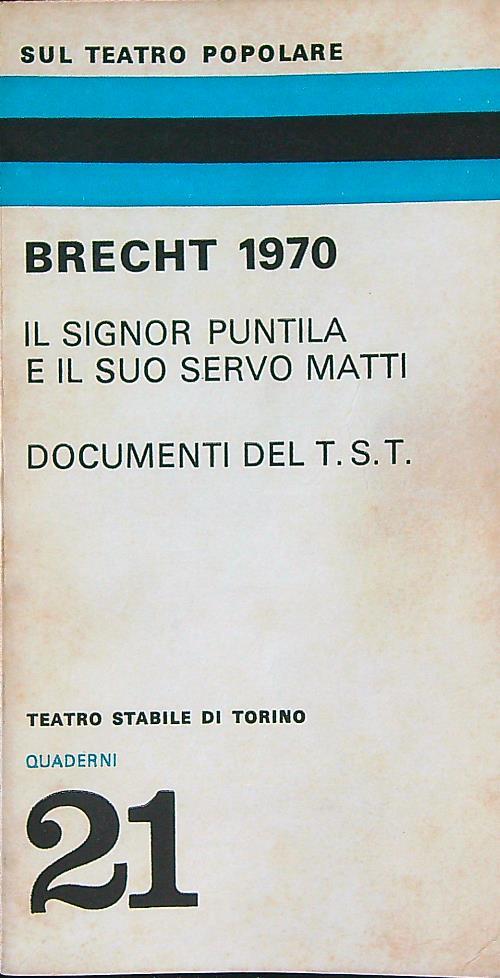 SUL TEATRO POPOLARE
BRECHT 1970
IL SIGNOR PUNTILA
E IL SUO SERVO MATTI
DOCUMENTI DEL T.S.T.
TEATRO STABILE DI TORINO
QUADERNI
21